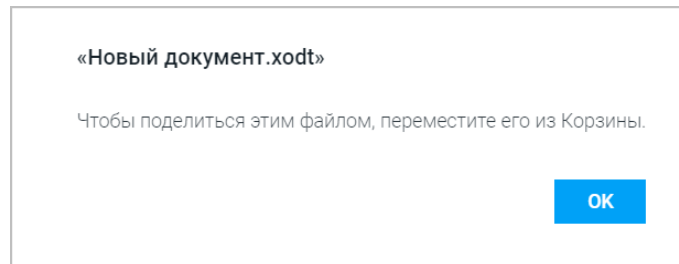 «Новый документ.xodt»
Чтобы поделиться этим файлом, переместите его из Корзины.
OK